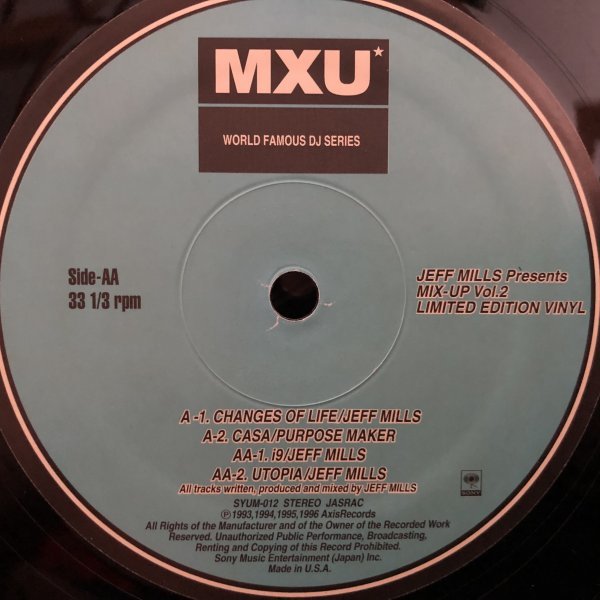 MXU*
WORLD FAMOUS DJ SERIES
Side-AA
33 1/3 rpm
JEFF MILLS Presents
MIX-UP Vol.2
LIMITED EDITION VINYL
A -1. CHANGES OF LIFE/JEFF MILLS
A-2. CASA/PURPOSE MAKER
AA-1. i9/JEFF MILLS
AA-2. UTOPIA/JEFF MILLS
All tracks written, produced and mixed by JEFF MILLS
SYUM-012 STEREO JASRAC
℗1993,1994,1995,1996 AxisRecords
All Rights of the Manufacturer and of the Owner of the Recorded Work
Reserved. Unauthorized Public Performance, Broadcasting,
Renting and Copying of this Record Prohibited.
Sony Music Entertainment (Japan) Inc.
Made in U.S.A.
SONY